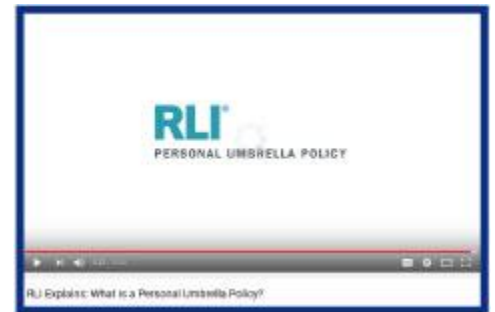 RLI®
PERSONAL UMBRELLA POLICY
RLI Explains: What is a Personal Umbrella Policy?